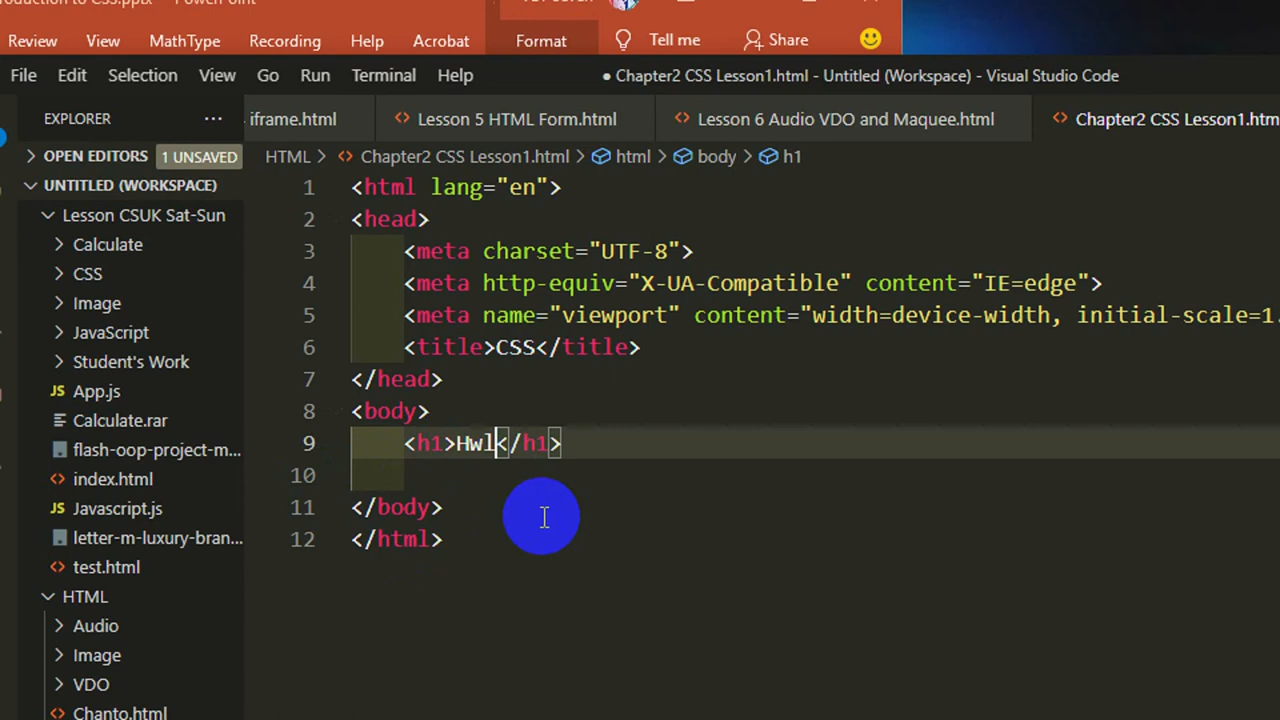 Review View MathType Recording Help Acrobat Format Tell me Share
File Edit Selection View Go Run Terminal Help ● Chapter2 CSS Lesson1.html - Untitled (Workspace) - Visual Studio Code
EXPLORER ··· iframe.html Lesson 5 HTML Form.html Lesson 6 Audio VDO and Maquee.html Chapter2 CSS Lesson1.htm
OPEN EDITORS 1 UNSAVED
HTML > Chapter2 CSS Lesson1.html > html > body > h1
UNTITLED (WORKSPACE)
Lesson CSUK Sat-Sun
Calculate
CSS
Image
JavaScript
Student's Work
JS App.js
Calculate.rar
flash-oop-project-m...
index.html
JS Javascript.js
letter-m-luxury-bran...
test.html
HTML
Audio
Image
VDO
Chanto.html
1 <html lang="en">
2 <head>
3 <meta charset="UTF-8">
4 <meta http-equiv="X-UA-Compatible" content="IE=edge">
5 <meta name="viewport" content="width=device-width, initial-scale=1.
6 <title>CSS</title>
7 </head>
8 <body>
9 <h1>Hwl</h1>
10
11 </body>
12 </html>